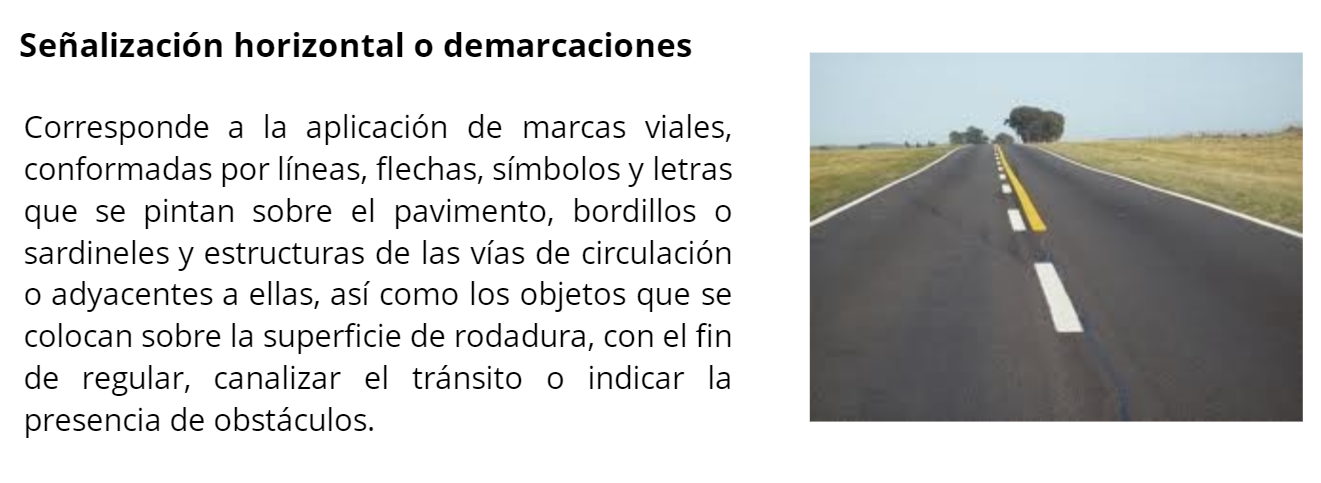 Señalización horizontal o demarcaciones
Corresponde a la aplicación de marcas viales,
conformadas por líneas, flechas, símbolos y letras
que se pintan sobre el pavimento, bordillos o
sardineles y estructuras de las vías de circulación
o adyacentes a ellas, así como los objetos que se
colocan sobre la superficie de rodadura, con el fin
de regular, canalizar el tránsito o indicar la
presencia de obstáculos.